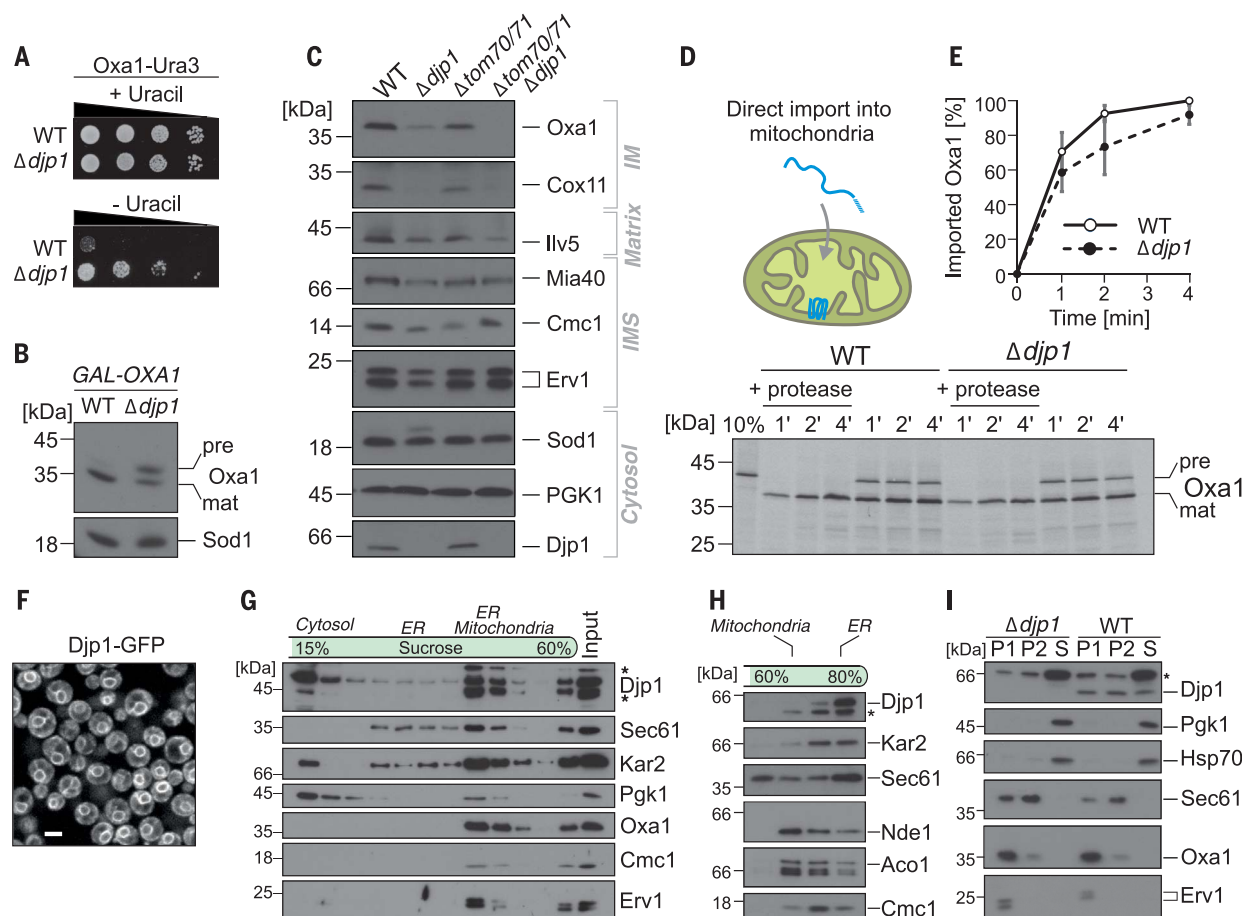 A
Oxa1-Ura3
+ Uracil
WT
Δdjp1
- Uracil
WT
Δdjp1
B
GAL-OXA1
[kDa] WT Δdjp1
45
35
18
pre
Oxa1
mat
Sod1
C
WT
Δdjp1
Δtom70/71
Δtom70/71 Δdjp1
[kDa]
35
Oxa1
35
Cox11
IM
45
Ilv5
Matrix
66
Mia40
14
Cmc1
25
Erv1
IMS
18
Sod1
45
PGK1
66
Djp1
Cytosol
D
Direct import into
mitochondria
E
Imported Oxa1 [%]
100
80
60
40
20
0
WT
Δdjp1
0 1 2 3 4
Time [min]
WT Δdjp1
+ protease + protease
[kDa] 10% 1' 2' 4' 1' 2' 4' 1' 2' 4' 1' 2' 4'
45
35
25
pre
Oxa1
mat
F
Djp1-GFP
G
Cytosol ER ER Mitochondria Input
15% Sucrose 60%
[kDa]
45
*
Djp1
*
35
Sec61
66
Kar2
45
Pgk1
35
Oxa1
18
Cmc1
25
Erv1
H
Mitochondria ER
60% 80%
[kDa]
66
Djp1
*
66
Kar2
35
Sec61
66
Nde1
66
Aco1
18
Cmc1
I
Δdjp1 WT
[kDa] P1 P2 S P1 P2 S
66
*
Djp1
45
Pgk1
66
Hsp70
35
Sec61
35
Oxa1
25
Erv1